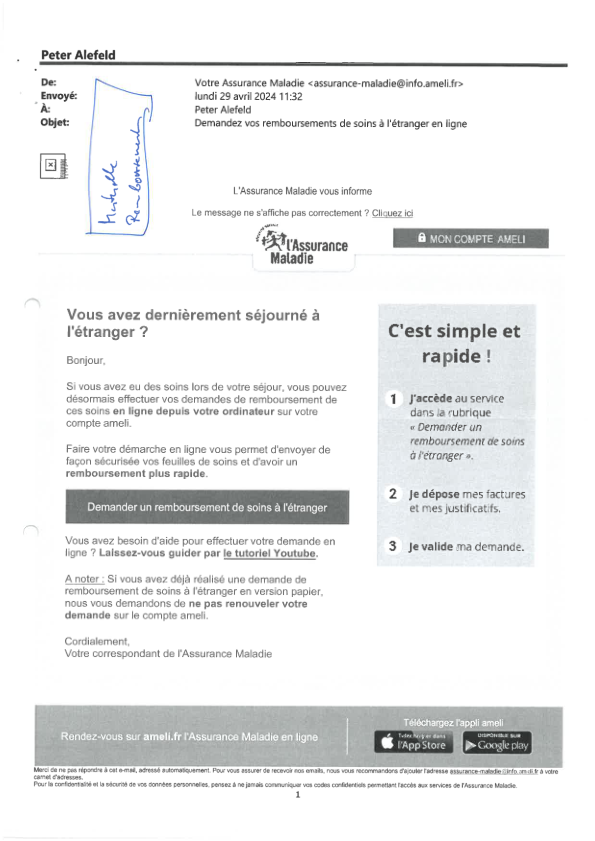 Peter Alefeld
De: Votre Assurance Maladie <assurance-maladie@info.ameli.fr>
Envoyé: lundi 29 avril 2024 11:32
À: Peter Alefeld
Objet: Demandez vos remboursements de soins à l'étranger en ligne
Remboursement
L'Assurance Maladie vous informe
Le message ne s'affiche pas correctement ? Cliquez ici
l'Assurance
Maladie
MON COMPTE AMELI
Vous avez dernièrement séjourné à
l'étranger ?
Bonjour,
Si vous avez eu des soins lors de votre séjour, vous pouvez
désormais effectuer vos demandes de remboursement de
ces soins en ligne depuis votre ordinateur sur votre
compte ameli.
Faire votre démarche en ligne vous permet d'envoyer de
façon sécurisée vos feuilles de soins et d'avoir un
remboursement plus rapide.
Demander un remboursement de soins à l'étranger
Vous avez besoin d'aide pour effectuer votre demande en
ligne ? Laissez-vous guider par le tutoriel Youtube.
A noter : Si vous avez déjà réalisé une demande de
remboursement de soins à l'étranger en version papier,
nous vous demandons de ne pas renouveler votre
demande sur le compte ameli.
Cordialement,
Votre correspondant de l'Assurance Maladie
C'est simple et
rapide !
1 J'accède au service
dans la rubrique
« Demander un
remboursement de soins
à l'étranger ».
2 Je dépose mes factures
et mes justificatifs.
3 Je valide ma demande.
Rendez-vous sur ameli.fr l'Assurance Maladie en ligne
Téléchargez l'appli ameli
Télécharger dans
l'App Store
DISPONIBLE SUR
Google play
Merci de ne pas répondre à cet e-mail, adressé automatiquement. Pour vous assurer de recevoir nos emails, nous vous recommandons d'ajouter l'adresse assurance-maladie@info.ameli.fr à votre
carnet d'adresses.
Pour la confidentialité et la sécurité de vos données personnelles, pensez à ne jamais communiquer vos codes confidentiels permettant l'accès aux services de l'Assurance Maladie.
1